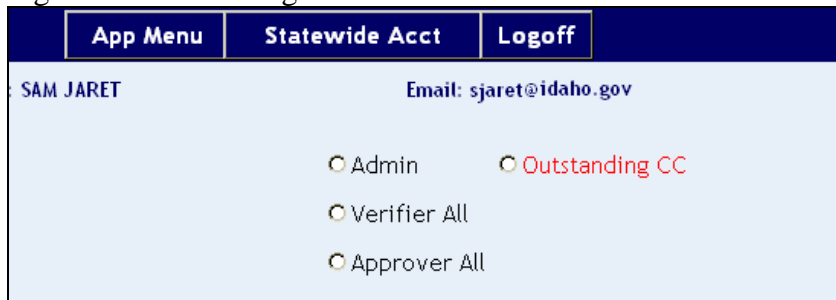 App Menu Statewide Acct Logoff
: SAM JARET Email: sjaret@idaho.gov
Admin Outstanding CC
Verifier All
Approver All